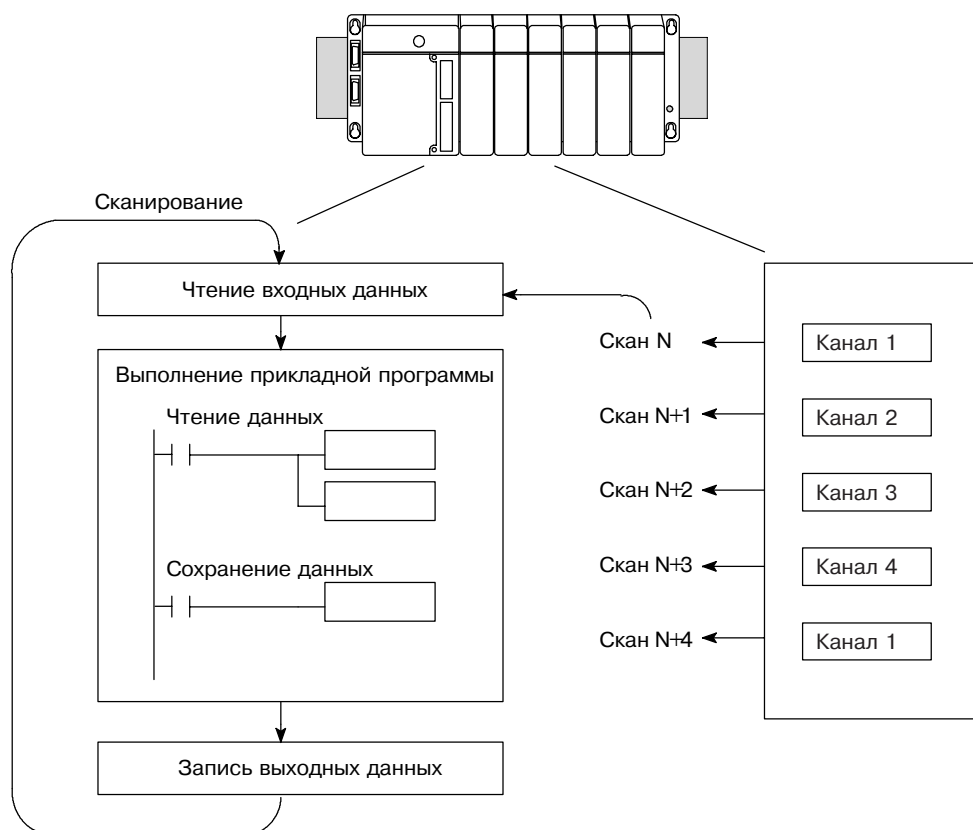 Сканирование
Чтение входных данных
Выполнение прикладной программы
Чтение данных
Сохранение данных
Запись выходных данных
Скан N
Канал 1
Скан N+1
Канал 2
Скан N+2
Канал 3
Скан N+3
Канал 4
Скан N+4
Канал 1